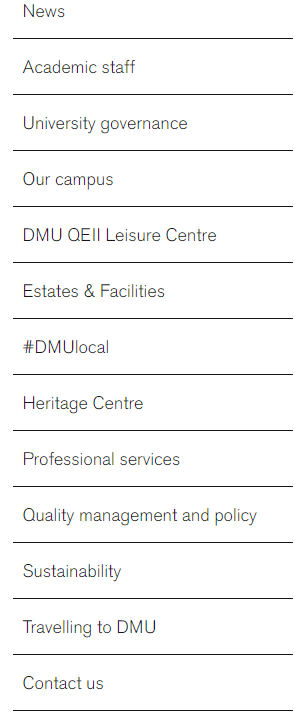 News
Academic staff
University governance
Our campus
DMU QEII Leisure Centre
Estates & Facilities
#DMUlocal
Heritage Centre
Professional services
Quality management and policy
Sustainability
Travelling to DMU
Contact us